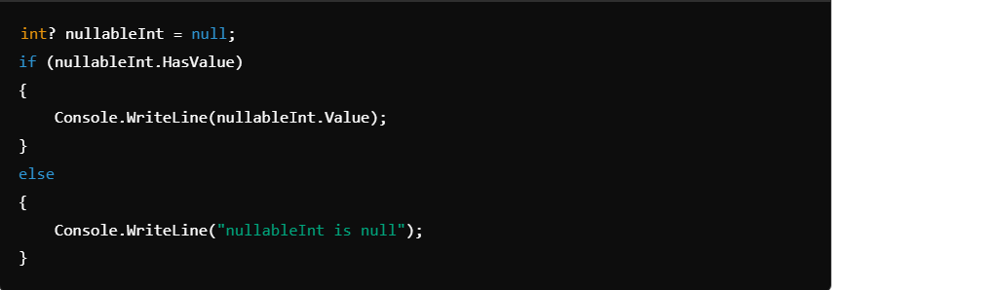 int? nullableInt = null;
if (nullableInt.HasValue)
{
    Console.WriteLine(nullableInt.Value);
}
else
{
    Console.WriteLine("nullableInt is null");
}